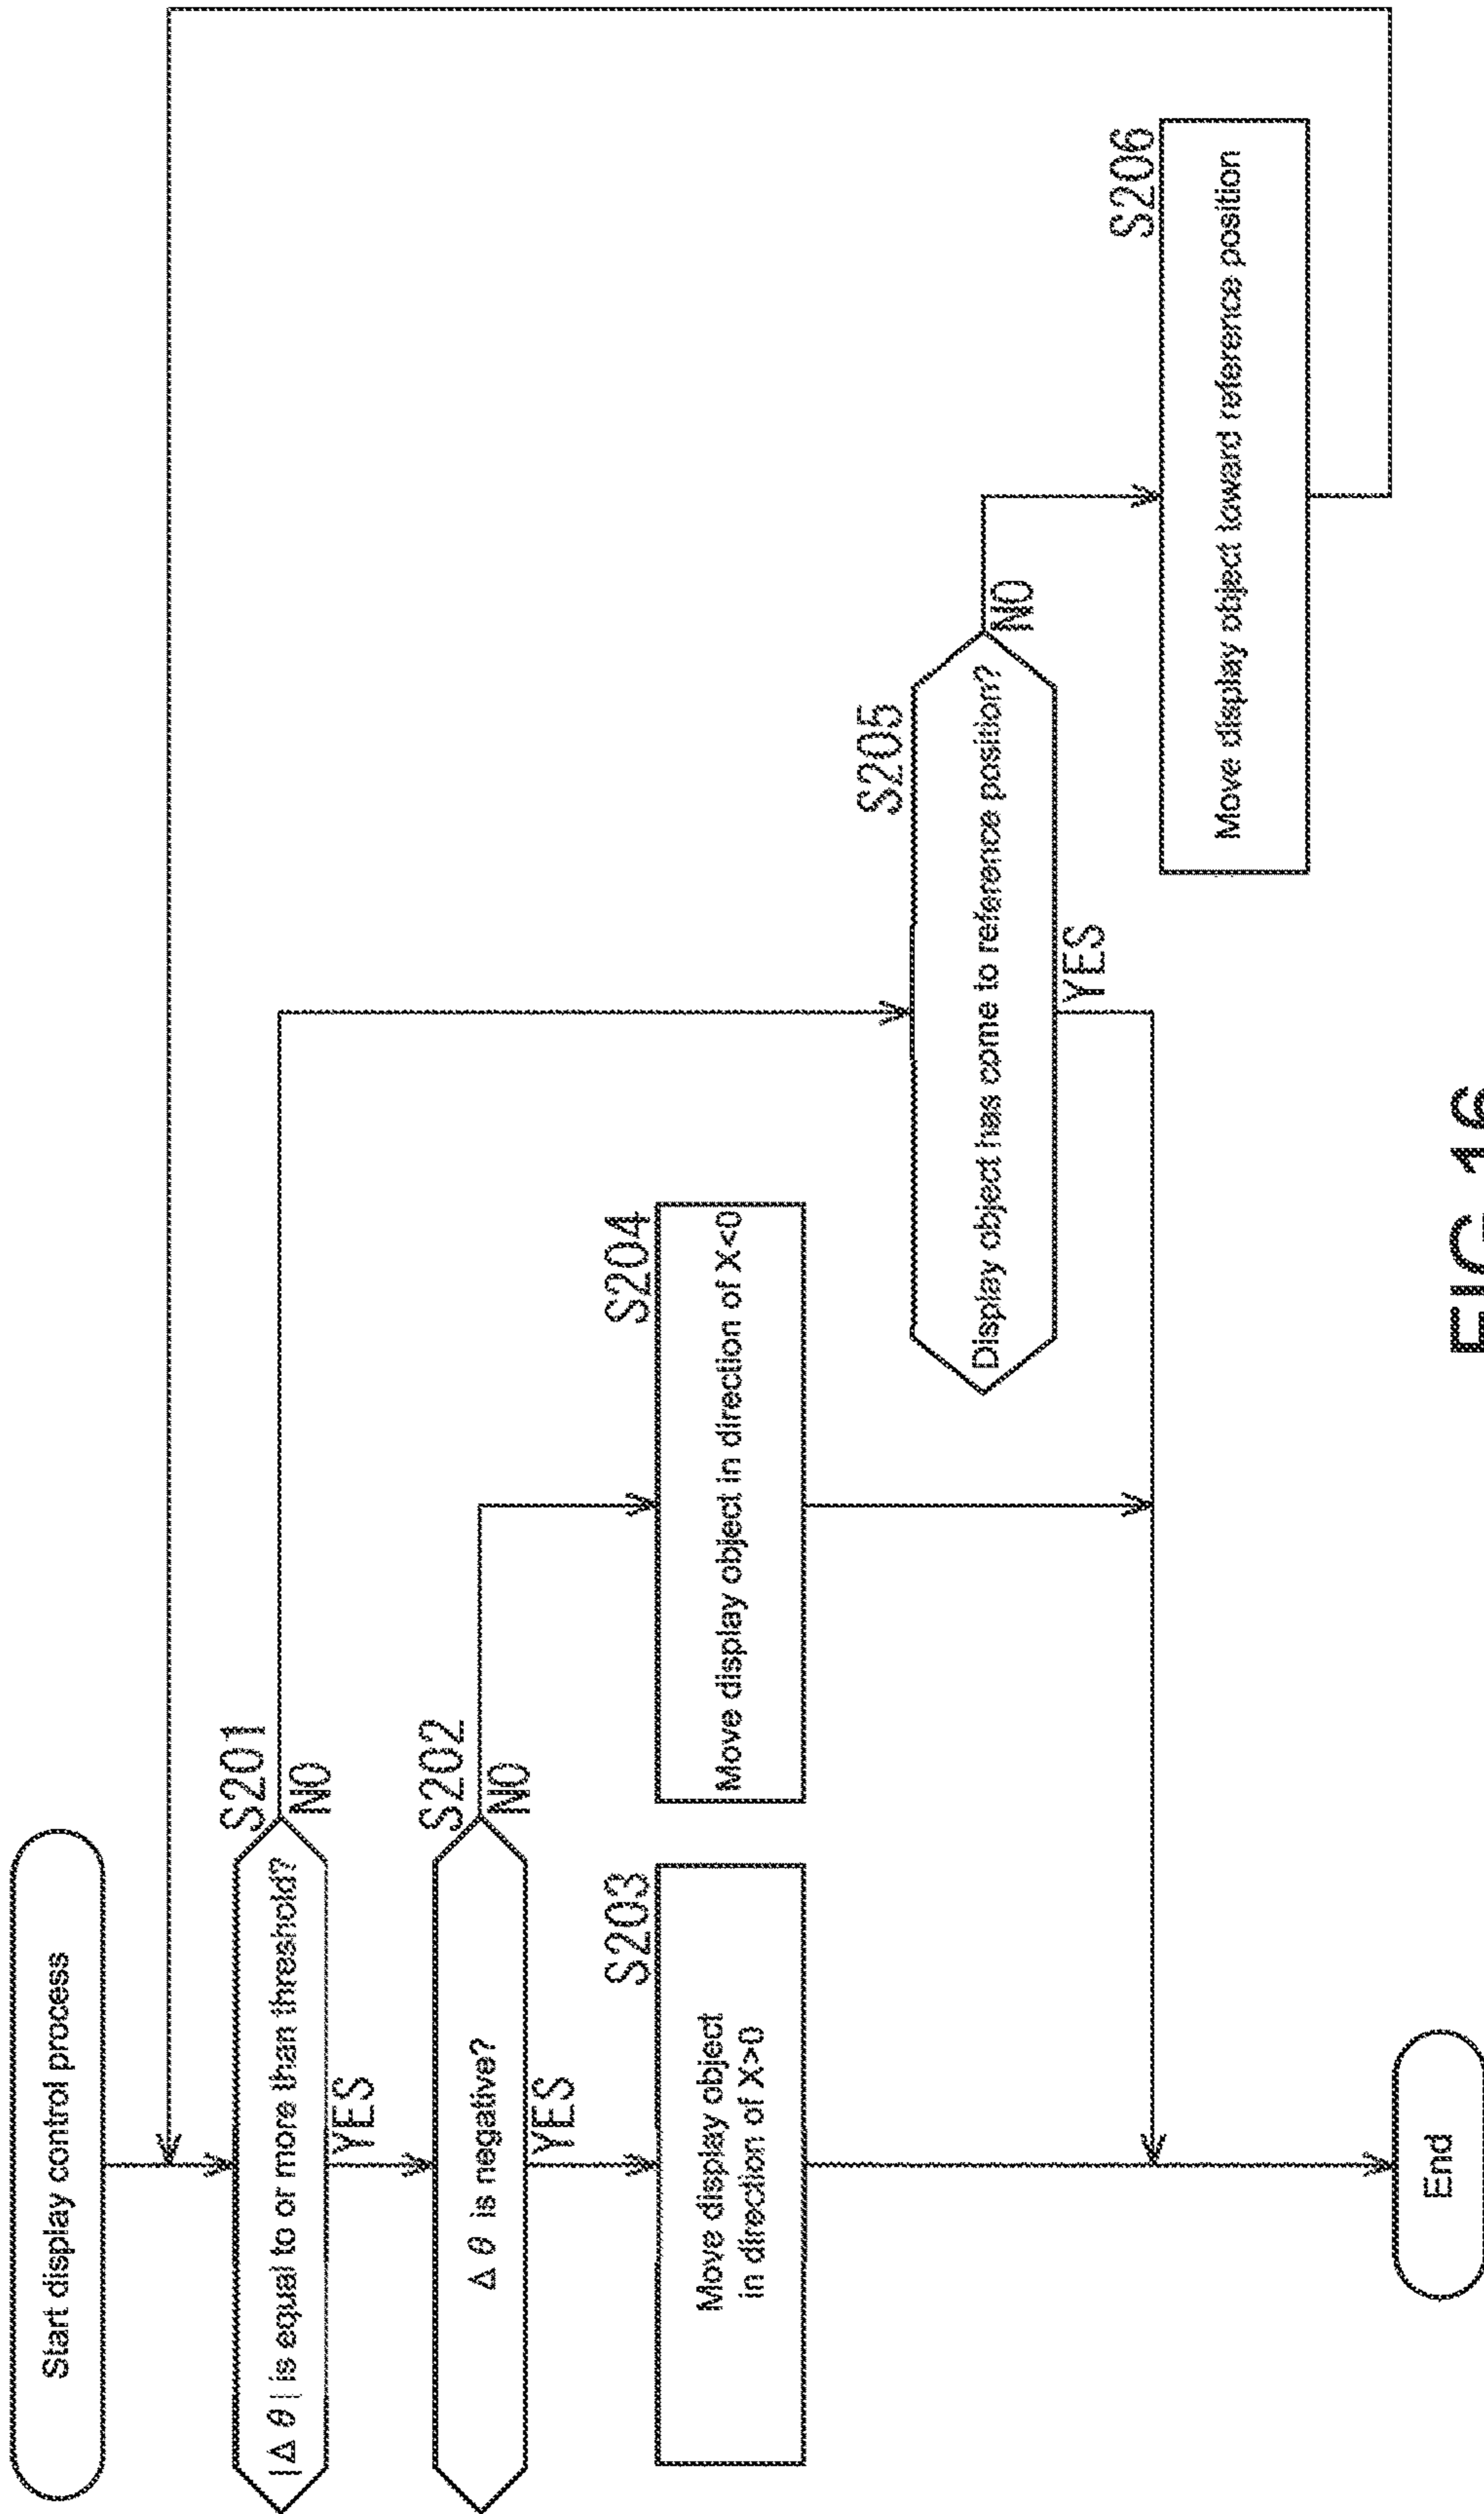 Start display control process
S201
|Δ θ| is equal to or more than threshold?
NO
YES
S202
Δ θ is negative?
NO
YES
S203
Move display object
in direction of X>0
S204
Move display object in direction of X<0
S205
Display object has come to reference position?
NO
YES
S206
Move display object toward reference position
End
FIG. 16